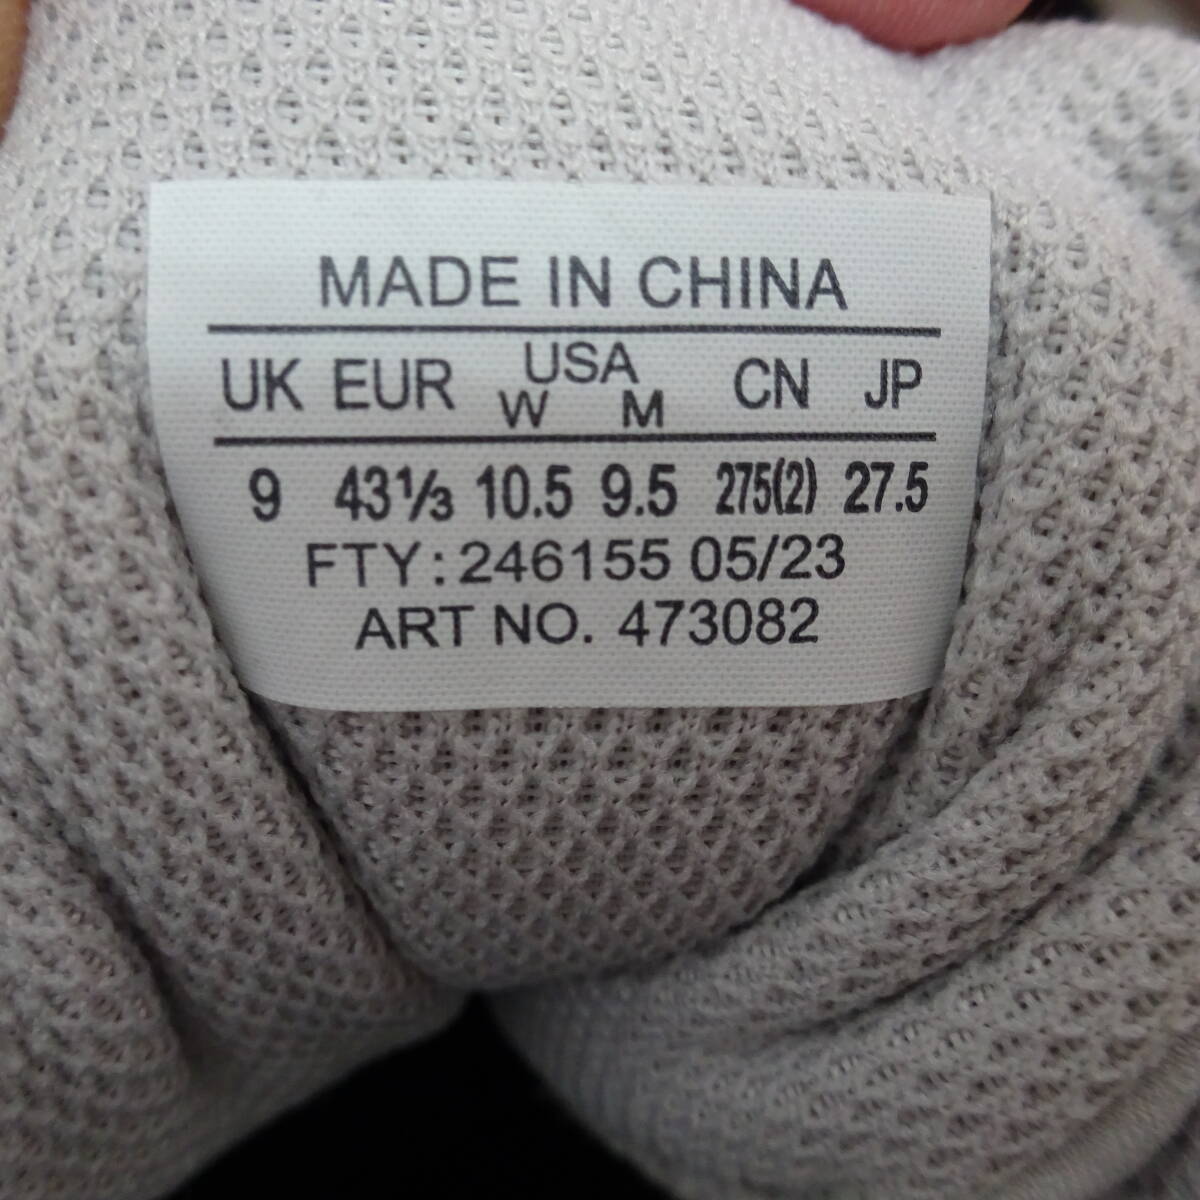 MADE IN CHINA
UK EUR USA W M CN JP
9 43⅓ 10.5 9.5 275(2) 27.5
FTY: 246155 05/23
ART NO. 473082